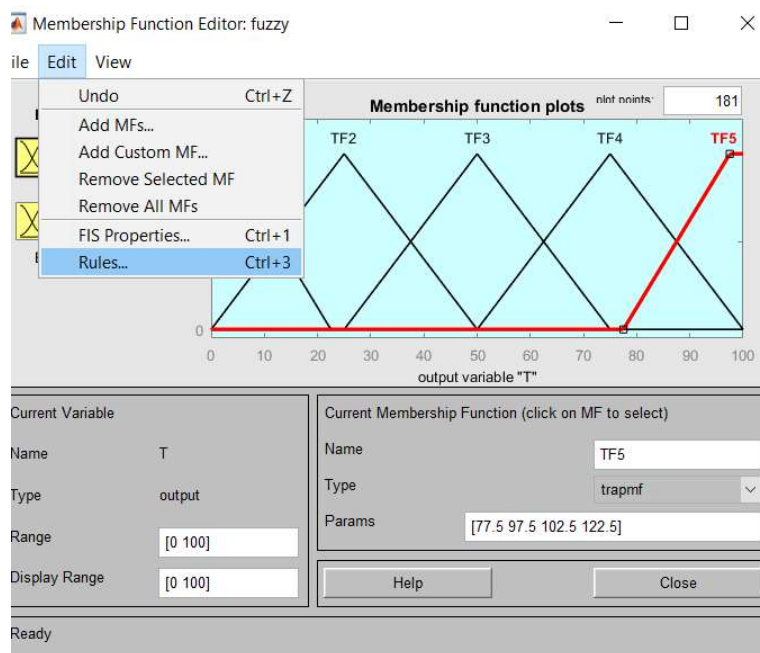 Membership Function Editor: fuzzy
ile Edit View
Undo Ctrl+Z
Add MFs...
Add Custom MF...
Remove Selected MF
Remove All MFs
FIS Properties... Ctrl+1
Rules... Ctrl+3
Membership function plots plot points: 181
TF2 TF3 TF4 TF5
0
0 10 20 30 40 50 60 70 80 90 100
output variable "T"
Current Variable
Name T
Type output
Range [0 100]
Display Range [0 100]
Current Membership Function (click on MF to select)
Name TF5
Type trapmf
Params [77.5 97.5 102.5 122.5]
Help Close
Ready